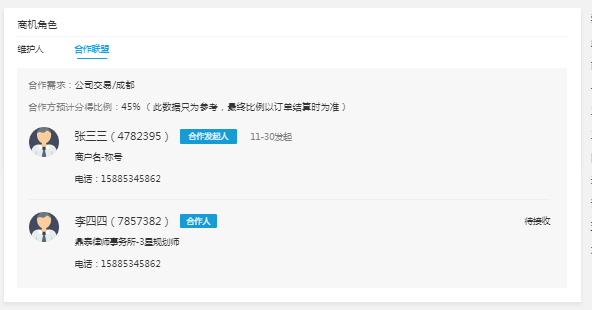 商机角色
维护人 合作联盟
合作需求：公司交易/成都
合作方预计分得比例：45%（此数据只为参考，最终比例以订单结算时为准）
张三三（4782395） 合作发起人 11-30发起
商户名-称号
电话：15885345862
李四四（7857382） 合作人 待接收
鼎泰律师事务所-3星规划师
电话：15885345862